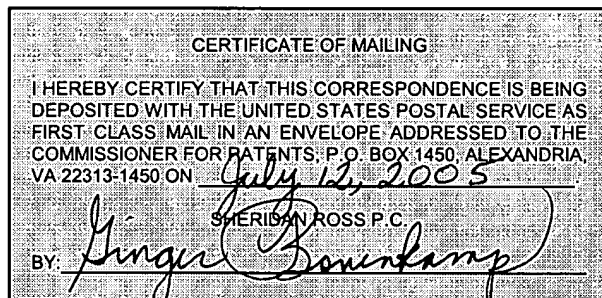 CERTIFICATE OF MAILING
I HEREBY CERTIFY THAT THIS CORRESPONDENCE IS BEING
DEPOSITED WITH THE UNITED STATES POSTAL SERVICE AS
FIRST CLASS MAIL IN AN ENVELOPE ADDRESSED TO THE
COMMISSIONER FOR PATENTS, P.O. BOX 1450, ALEXANDRIA,
VA 22313-1450 ON July 12, 2005
SHERIDAN ROSS P.C.
BY: Ginger